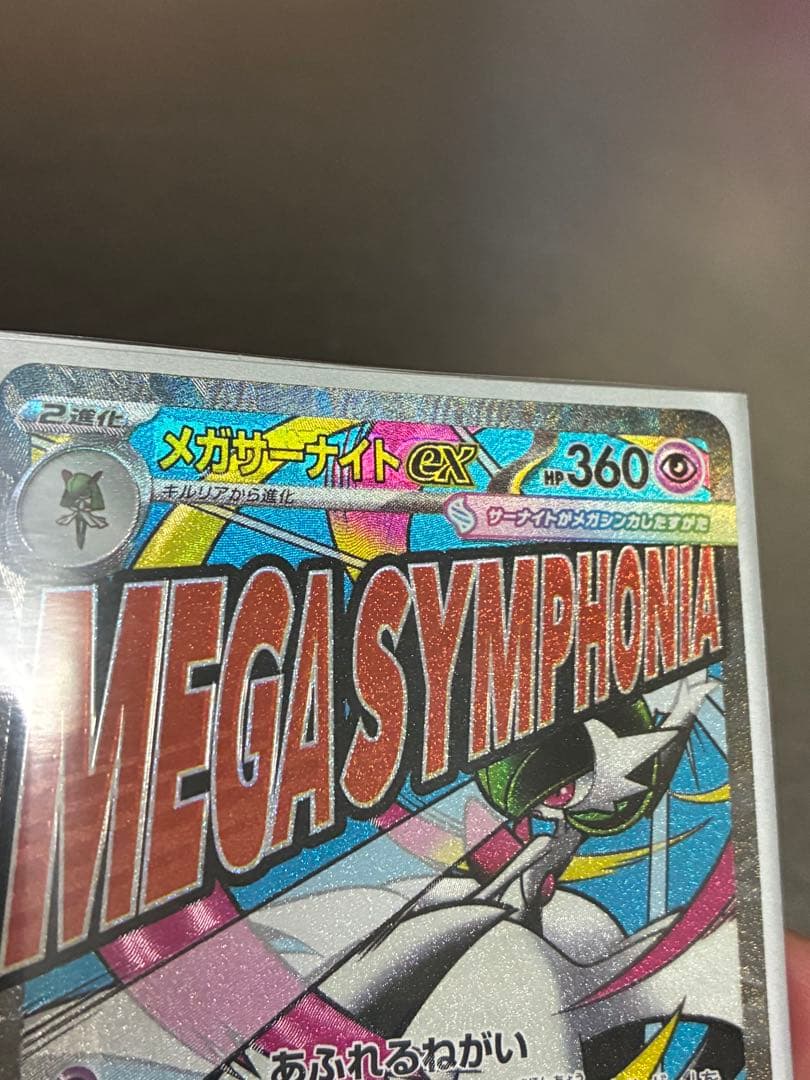 2進化
メガサーナイトex
HP360
キルリアから進化
サーナイトがメガシンカしたすがた
MEGA SYMPHONIA
あふれるねがい